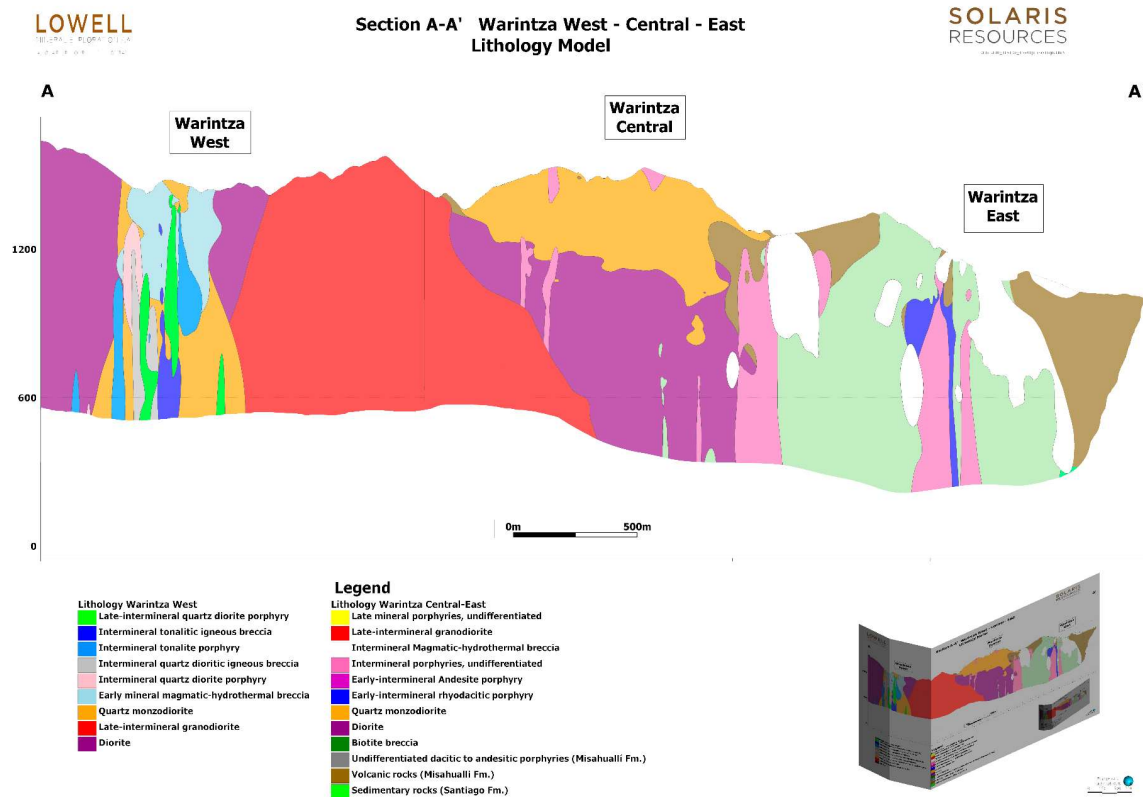 LOWELL
Section A-A' Warintza West - Central - East
Lithology Model
SOLARIS
RESOURCES
A
A
Warintza
West
Warintza
Central
Warintza
East
1200
600
0
0m 500m
Legend
Lithology Warintza West
Late-intermineral quartz diorite porphyry
Intermineral tonalitic igneous breccia
Intermineral tonalite porphyry
Intermineral quartz dioritic igneous breccia
Intermineral quartz diorite porphyry
Early mineral magmatic-hydrothermal breccia
Quartz monzodiorite
Late-intermineral granodiorite
Diorite
Lithology Warintza Central-East
Late mineral porphyries, undifferentiated
Late-intermineral granodiorite
Intermineral Magmatic-hydrothermal breccia
Intermineral porphyries, undifferentiated
Early-intermineral Andesite porphyry
Early-intermineral rhyodacitic porphyry
Quartz monzodiorite
Diorite
Biotite breccia
Undifferentiated dacitic to andesitic porphyries (Misahualli Fm.)
Volcanic rocks (Misahualli Fm.)
Sedimentary rocks (Santiago Fm.)
LOWELL
SOLARIS